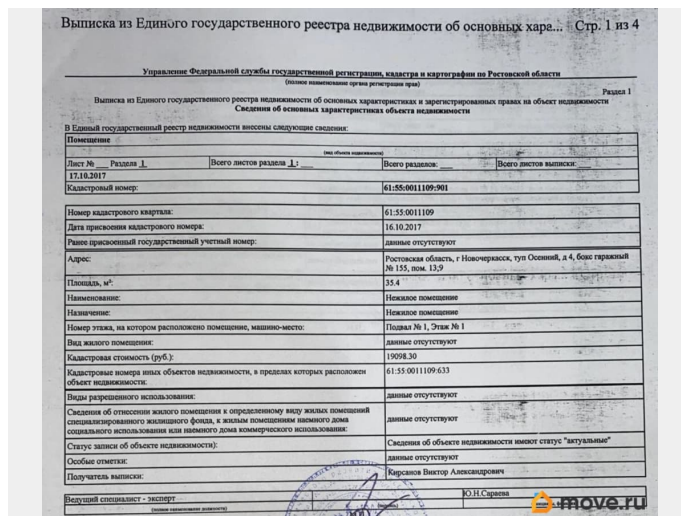 Выписка из Единого государственного реестра недвижимости об основных хара... Стр. 1 из 4
Управление Федеральной службы государственной регистрации, кадастра и картографии по Ростовской области
(полное наименование органа регистрации прав)
Раздел 1
Выписка из Единого государственного реестра недвижимости об основных характеристиках и зарегистрированных правах на объект недвижимости
Сведения об основных характеристиках объекта недвижимости
В Единый государственный реестр недвижимости внесены следующие сведения:
Помещение
(вид объекта недвижимости)
Лист № ___ Раздела 1 Всего листов раздела 1: ___ Всего разделов: ___ Всего листов выписки: ___
17.10.2017
Кадастровый номер: 61:55:0011109:901
Номер кадастрового квартала: 61:55:0011109
Дата присвоения кадастрового номера: 16.10.2017
Ранее присвоенный государственный учетный номер: данные отсутствуют
Адрес: Ростовская область, г Новочеркасск, туп Осенний, д 4, бокс гаражный
№ 155, пом. 13,9
Площадь, м²: 35.4
Наименование: Нежилое помещение
Назначение: Нежилое помещение
Номер этажа, на котором расположено помещение, машино-место: Подвал № 1, Этаж № 1
Вид жилого помещения: данные отсутствуют
Кадастровая стоимость (руб.): 19098.30
Кадастровые номера иных объектов недвижимости, в пределах которых расположен 61:55:0011109:633
объект недвижимости:
Виды разрешенного использования: данные отсутствуют
Сведения об отнесении жилого помещения к определенному виду жилых помещений
специализированного жилищного фонда, к жилым помещениям наемного дома данные отсутствуют
социального использования или наемного дома коммерческого использования:
Статус записи об объекте недвижимости): Сведения об объекте недвижимости имеют статус "актуальные"
Особые отметки: данные отсутствуют
Получатель выписки: Кирсанов Виктор Александрович
Ведущий специалист - эксперт Ю.Н.Сараева
(полное наименование должности) (подпись)
move.ru